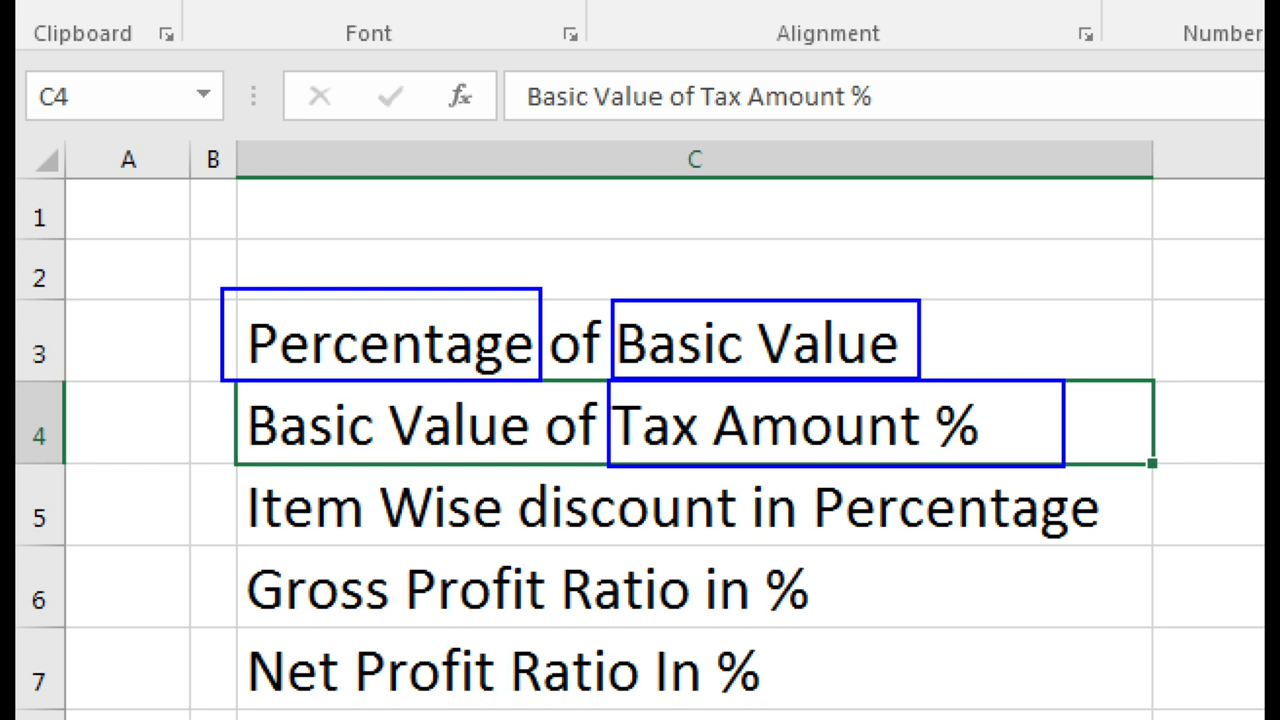 Clipboard Font Alignment Number
C4 fx Basic Value of Tax Amount %
A B C
1
2
3 Percentage of Basic Value
4 Basic Value of Tax Amount %
5 Item Wise discount in Percentage
6 Gross Profit Ratio in %
7 Net Profit Ratio In %